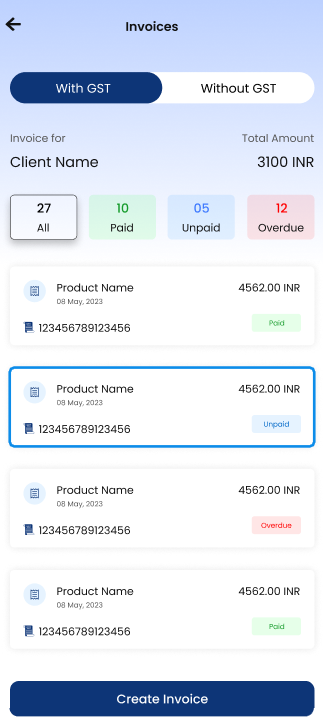 Invoices
With GST Without GST
Invoice for Total Amount
Client Name 3100 INR
27 10 05 12
All Paid Unpaid Overdue
Product Name 4562.00 INR
08 May, 2023
123456789123456 Paid
Product Name 4562.00 INR
08 May, 2023
123456789123456 Unpaid
Product Name 4562.00 INR
08 May, 2023
123456789123456 Overdue
Product Name 4562.00 INR
08 May, 2023
123456789123456 Paid
Create Invoice